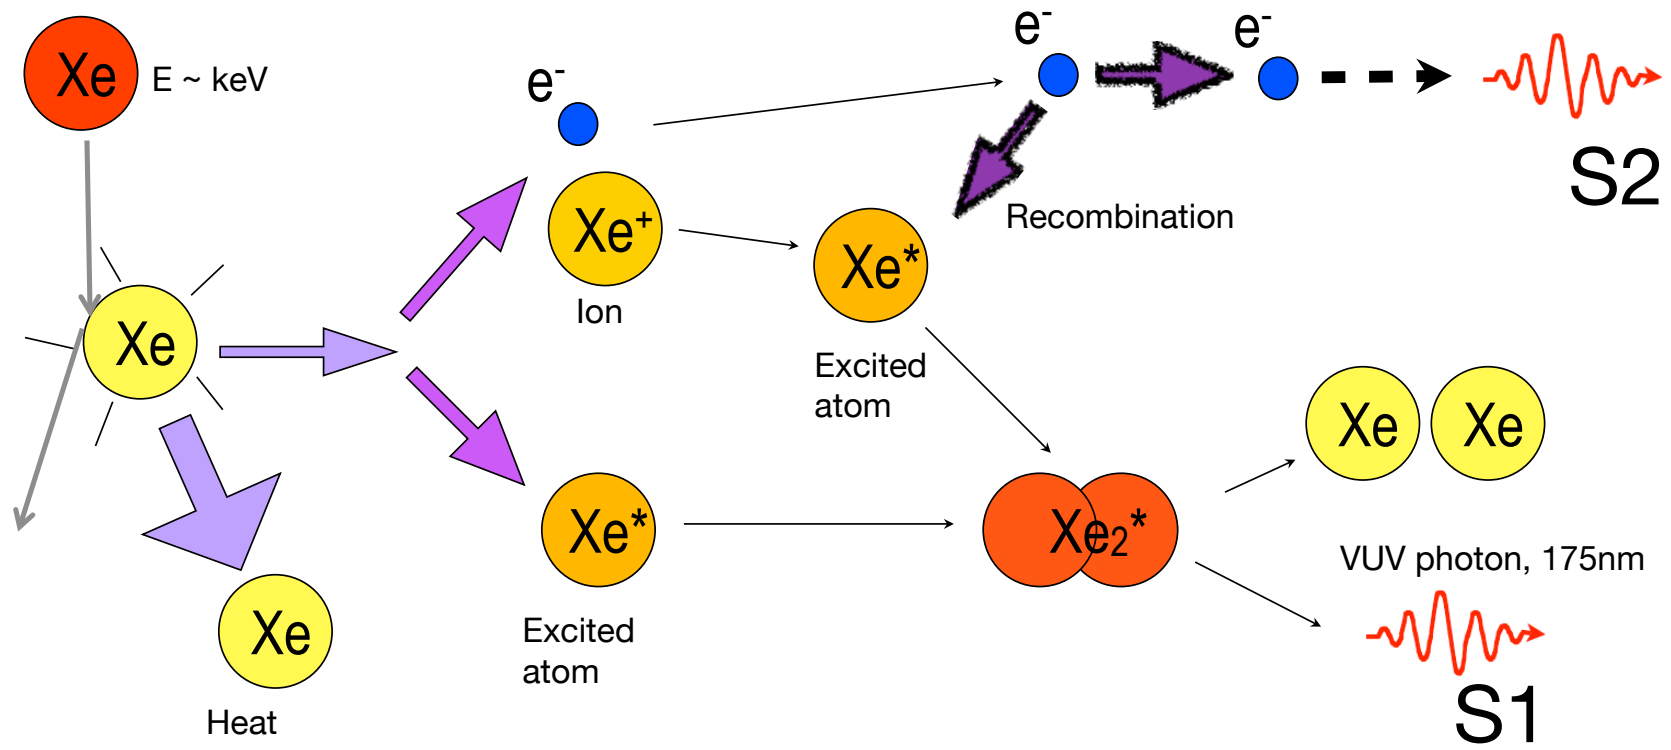 Xe
E ~ keV
e-
e-
e-
S2
Xe+
Ion
Recombination
Xe*
Excited
atom
Xe
Xe
Xe
Xe*
Excited
atom
Xe2*
VUV photon, 175nm
Xe
Heat
S1